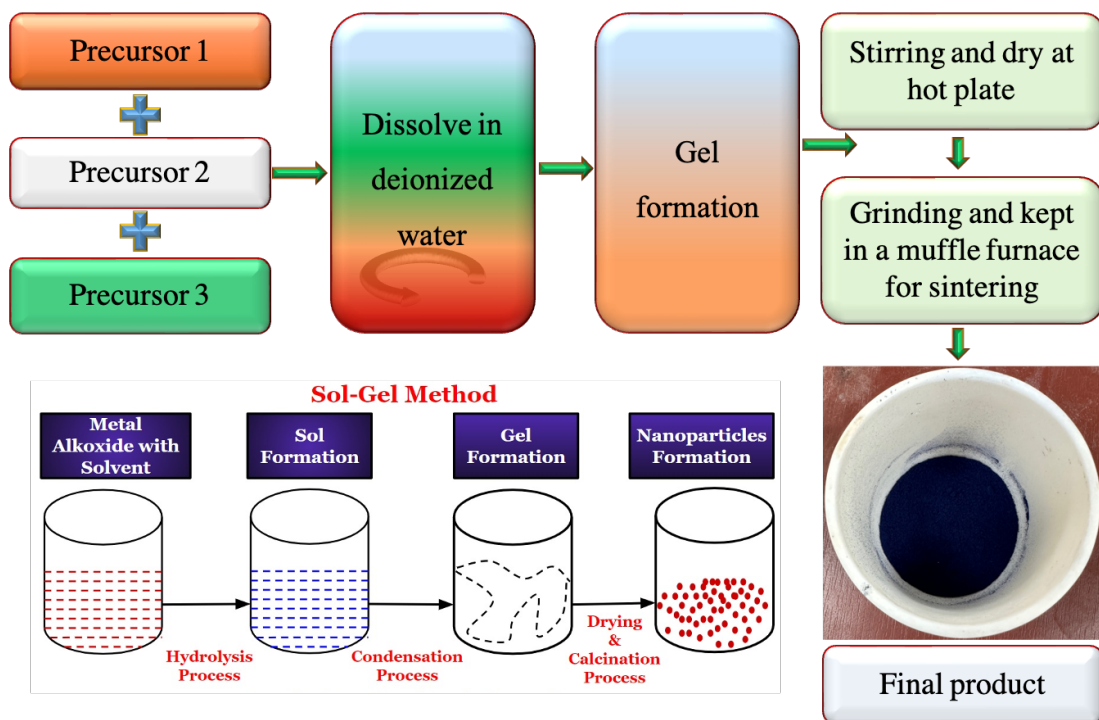 Precursor 1
Precursor 2
Precursor 3
Dissolve in
deionized
water
Gel
formation
Stirring and dry at
hot plate
Grinding and kept
in a muffle furnace
for sintering
Final product
Sol-Gel Method
Metal
Alkoxide with
Solvent
Sol
Formation
Gel
Formation
Nanoparticles
Formation
Hydrolysis
Process
Condensation
Process
Drying
&
Calcination
Process